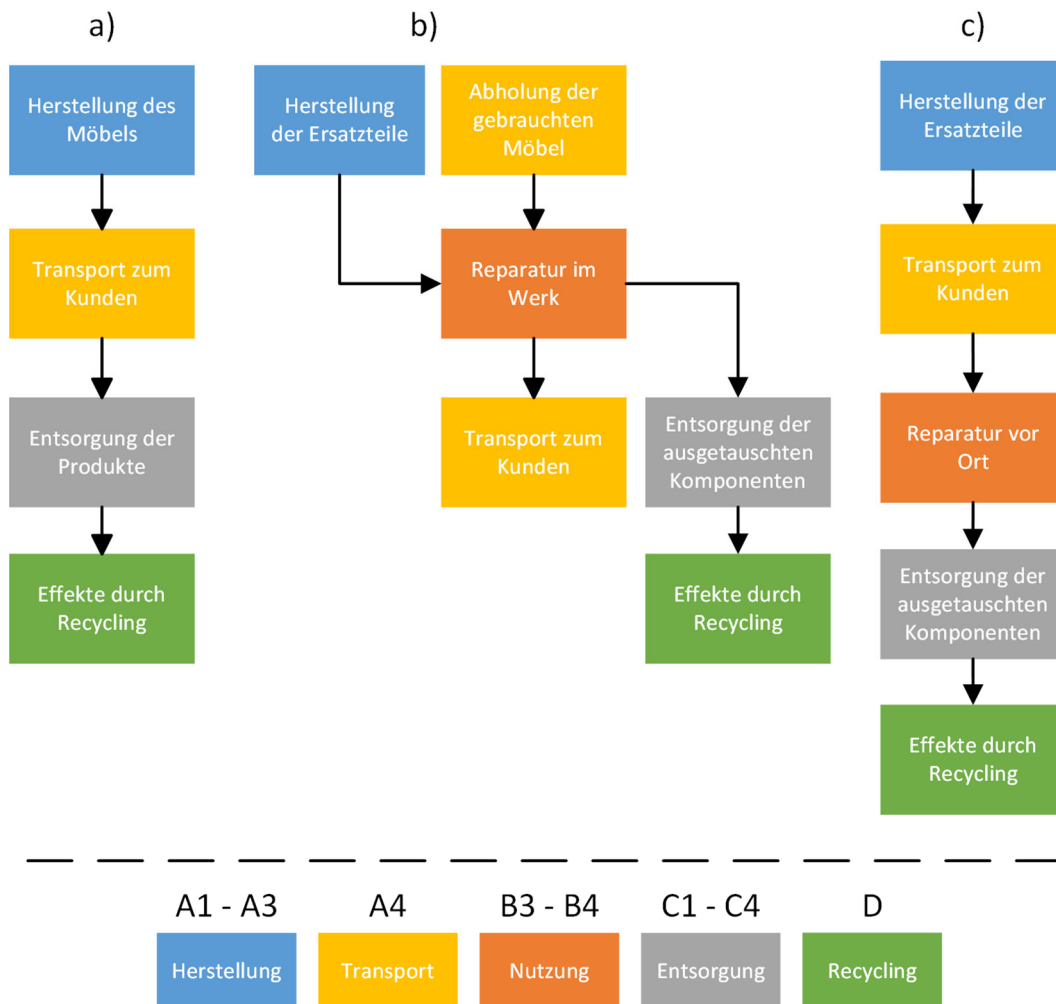 a)
Herstellung des
Möbels
Transport zum
Kunden
Entsorgung der
Produkte
Effekte durch
Recycling
b)
Herstellung
der Ersatzteile
Abholung der
gebrauchten
Möbel
Reparatur im
Werk
Transport zum
Kunden
Entsorgung der
ausgetauschten
Komponenten
Effekte durch
Recycling
c)
Herstellung der
Ersatzteile
Transport zum
Kunden
Reparatur vor
Ort
Entsorgung der
ausgetauschten
Komponenten
Effekte durch
Recycling
A1 - A3
Herstellung
A4
Transport
B3 - B4
Nutzung
C1 - C4
Entsorgung
D
Recycling